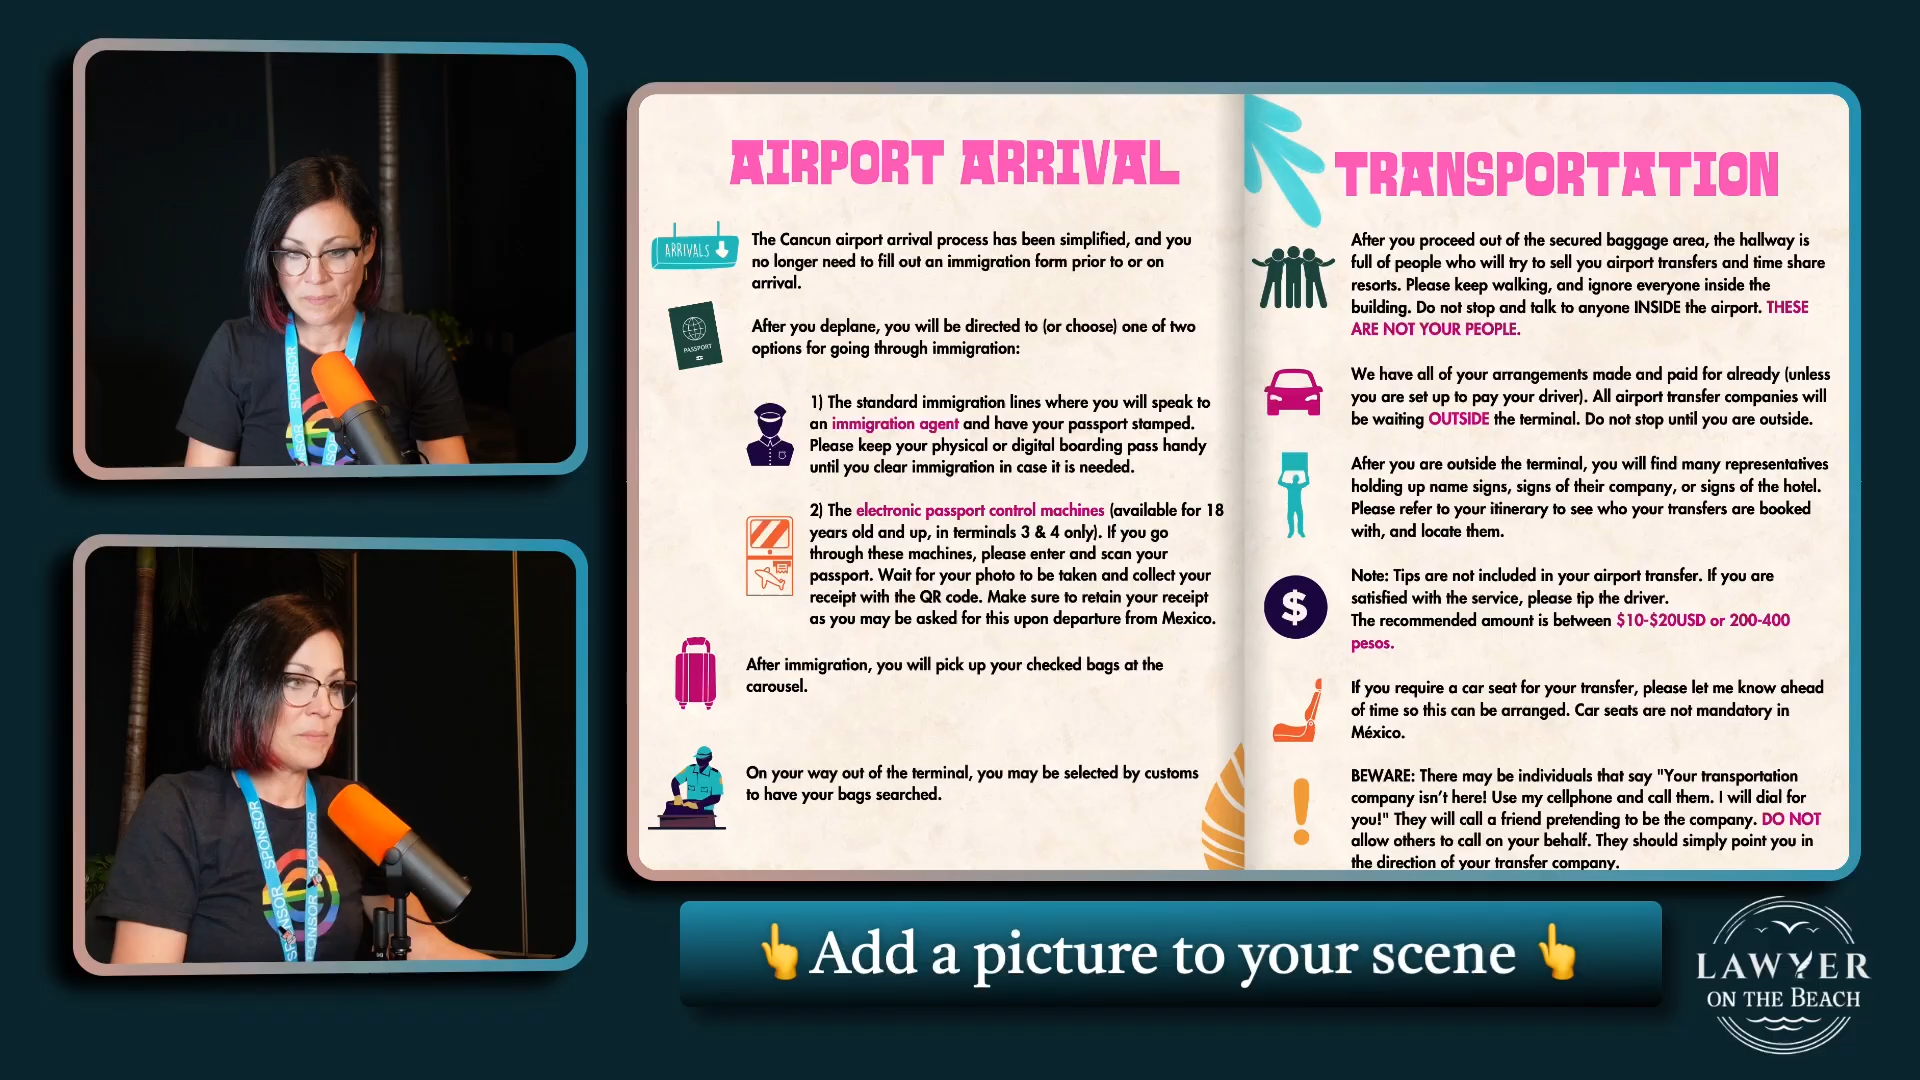 AIRPORT ARRIVAL
ARRIVALS
The Cancun airport arrival process has been simplified, and you
no longer need to fill out an immigration form prior to or on
arrival.
PASSPORT
After you deplane, you will be directed to (or choose) one of two
options for going through immigration:
1) The standard immigration lines where you will speak to
an immigration agent and have your passport stamped.
Please keep your physical or digital boarding pass handy
until you clear immigration in case it is needed.
2) The electronic passport control machines (available for 18
years old and up, in terminals 3 & 4 only). If you go
through these machines, please enter and scan your
passport. Wait for your photo to be taken and collect your
receipt with the QR code. Make sure to retain your receipt
as you may be asked for this upon departure from Mexico.
After immigration, you will pick up your checked bags at the
carousel.
On your way out of the terminal, you may be selected by customs
to have your bags searched.
TRANSPORTATION
After you proceed out of the secured baggage area, the hallway is
full of people who will try to sell you airport transfers and time share
resorts. Please keep walking, and ignore everyone inside the
building. Do not stop and talk to anyone INSIDE the airport. THESE
ARE NOT YOUR PEOPLE.
We have all of your arrangements made and paid for already (unless
you are set up to pay your driver). All airport transfer companies will
be waiting OUTSIDE the terminal. Do not stop until you are outside.
After you are outside the terminal, you will find many representatives
holding up name signs, signs of their company, or signs of the hotel.
Please refer to your itinerary to see who your transfers are booked
with, and locate them.
$
Note: Tips are not included in your airport transfer. If you are
satisfied with the service, please tip the driver.
The recommended amount is between $10-$20USD or 200-400
pesos.
If you require a car seat for your transfer, please let me know ahead
of time so this can be arranged. Car seats are not mandatory in
México.
BEWARE: There may be individuals that say "Your transportation
company isn't here! Use my cellphone and call them. I will dial for
you!" They will call a friend pretending to be the company. DO NOT
allow others to call on your behalf. They should simply point you in
the direction of your transfer company.
SPONSOR
SPONSOR
SPONSOR
SPONSOR
👆Add a picture to your scene👆
LAWYER
ON THE BEACH